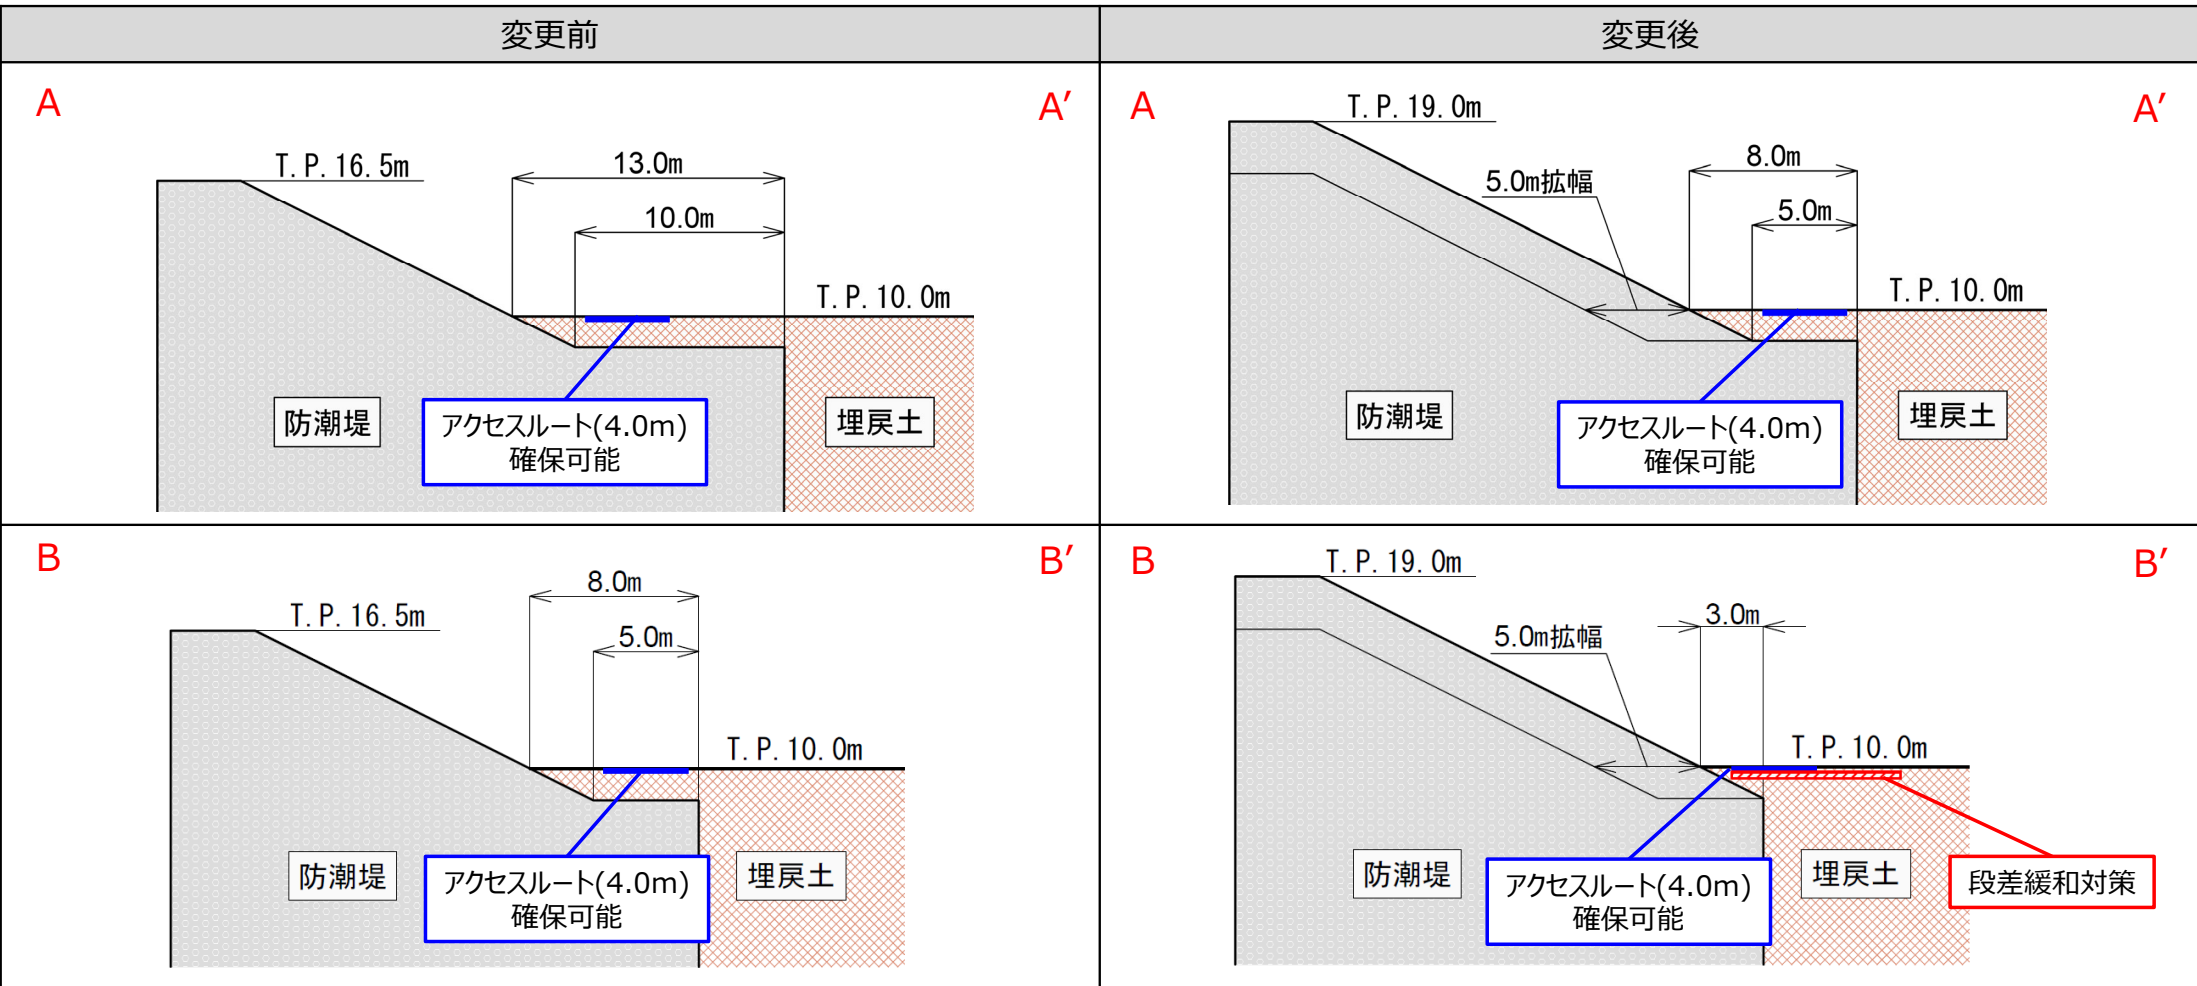 変更前
変更後
A
A′
T.P.16.5m
13.0m
10.0m
T.P.10.0m
防潮堤
アクセスルート(4.0m)
確保可能
埋戻土
A
A′
T.P.19.0m
8.0m
5.0m拡幅
5.0m
T.P.10.0m
防潮堤
アクセスルート(4.0m)
確保可能
埋戻土
B
B′
8.0m
T.P.16.5m
5.0m
T.P.10.0m
防潮堤
アクセスルート(4.0m)
確保可能
埋戻土
B
B′
T.P.19.0m
3.0m
5.0m拡幅
T.P.10.0m
防潮堤
アクセスルート(4.0m)
確保可能
埋戻土
段差緩和対策